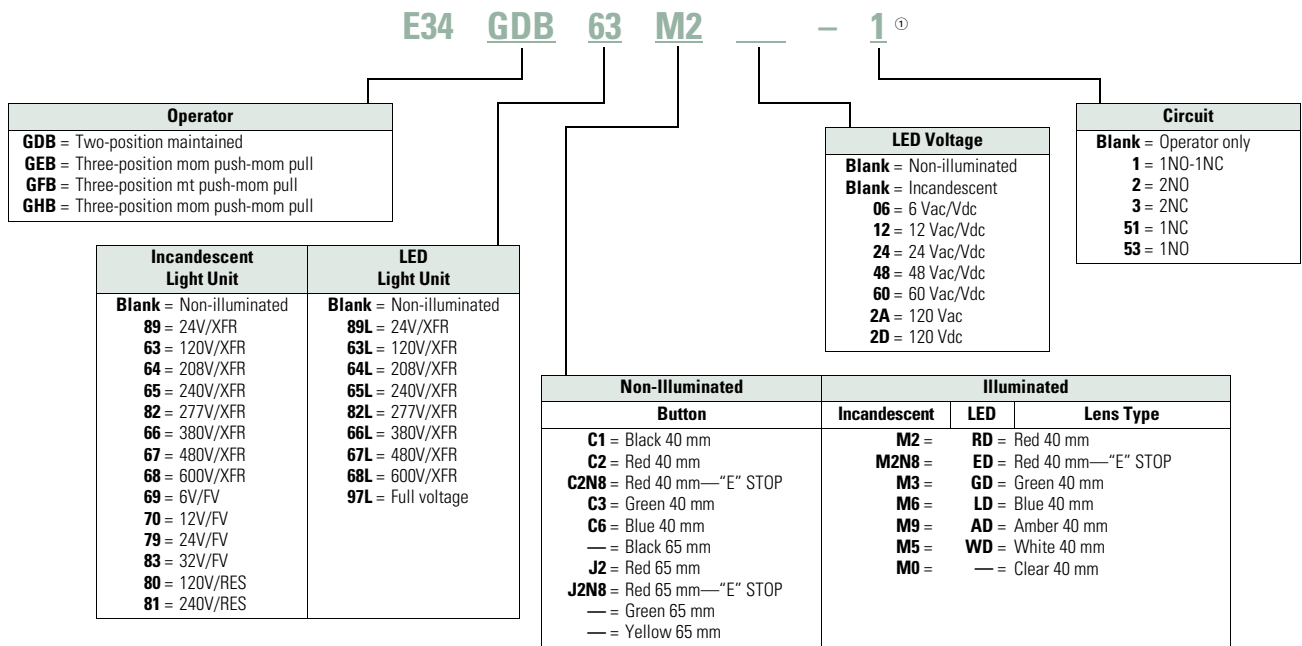 E34 GDB 63 M2 ___ – 1 ①
Operator
GDB = Two-position maintained
GEB = Three-position mom push-mom pull
GFB = Three-position mt push-mom pull
GHB = Three-position mom push-mom pull
Incandescent
Light Unit
Blank = Non-illuminated
89 = 24V/XFR
63 = 120V/XFR
64 = 208V/XFR
65 = 240V/XFR
82 = 277V/XFR
66 = 380V/XFR
67 = 480V/XFR
68 = 600V/XFR
69 = 6V/FV
70 = 12V/FV
79 = 24V/FV
83 = 32V/FV
80 = 120V/RES
81 = 240V/RES
LED
Light Unit
Blank = Non-illuminated
89L = 24V/XFR
63L = 120V/XFR
64L = 208V/XFR
65L = 240V/XFR
82L = 277V/XFR
66L = 380V/XFR
67L = 480V/XFR
68L = 600V/XFR
97L = Full voltage
Non-Illuminated
Button
C1 = Black 40 mm
C2 = Red 40 mm
C2N8 = Red 40 mm—“E” STOP
C3 = Green 40 mm
C6 = Blue 40 mm
— = Black 65 mm
J2 = Red 65 mm
J2N8 = Red 65 mm—“E” STOP
— = Green 65 mm
— = Yellow 65 mm
Illuminated
Incandescent LED Lens Type
M2 = RD = Red 40 mm
M2N8 = ED = Red 40 mm—“E” STOP
M3 = GD = Green 40 mm
M6 = LD = Blue 40 mm
M9 = AD = Amber 40 mm
M5 = WD = White 40 mm
M0 = — = Clear 40 mm
LED Voltage
Blank = Non-illuminated
Blank = Incandescent
06 = 6 Vac/Vdc
12 = 12 Vac/Vdc
24 = 24 Vac/Vdc
48 = 48 Vac/Vdc
60 = 60 Vac/Vdc
2A = 120 Vac
2D = 120 Vdc
Circuit
Blank = Operator only
1 = 1NO-1NC
2 = 2NO
3 = 2NC
51 = 1NC
53 = 1NO